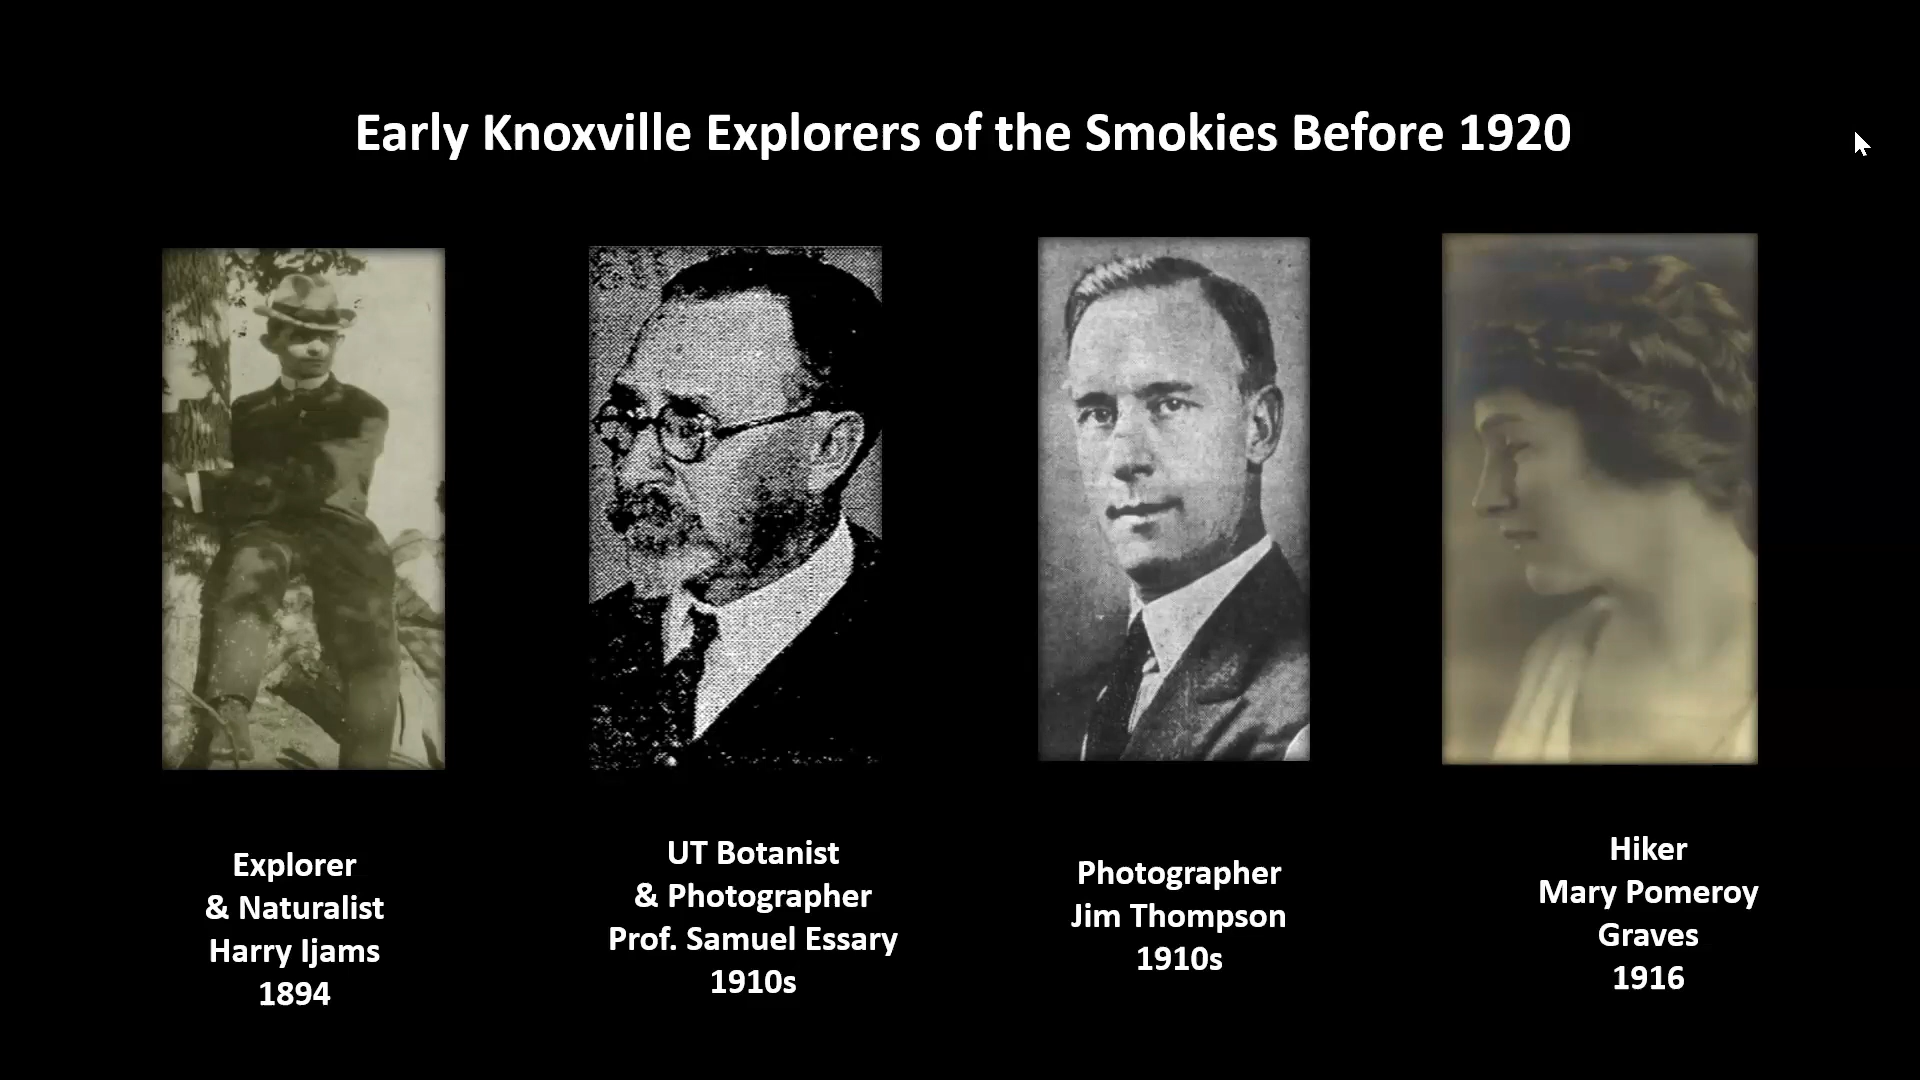 Early Knoxville Explorers of the Smokies Before 1920
Explorer
& Naturalist
Harry Ijams
1894
UT Botanist
& Photographer
Prof. Samuel Essary
1910s
Photographer
Jim Thompson
1910s
Hiker
Mary Pomeroy
Graves
1916